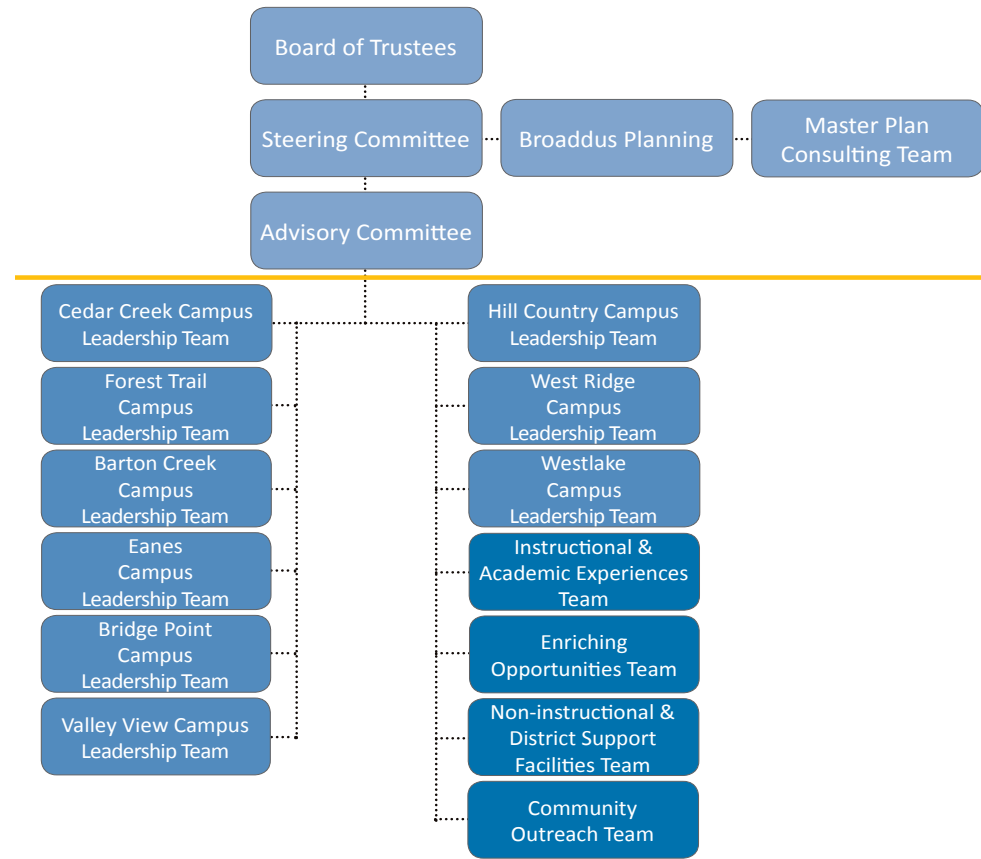 Board of Trustees
Steering Committee
Broaddus Planning
Master Plan
Consulting Team
Advisory Committee
Cedar Creek Campus
Leadership Team
Forest Trail
Campus
Leadership Team
Barton Creek
Campus
Leadership Team
Eanes
Campus
Leadership Team
Bridge Point
Campus
Leadership Team
Valley View Campus
Leadership Team
Hill Country Campus
Leadership Team
West Ridge
Campus
Leadership Team
Westlake
Campus
Leadership Team
Instructional &
Academic Experiences
Team
Enriching
Opportunities Team
Non-instructional &
District Support
Facilities Team
Community
Outreach Team